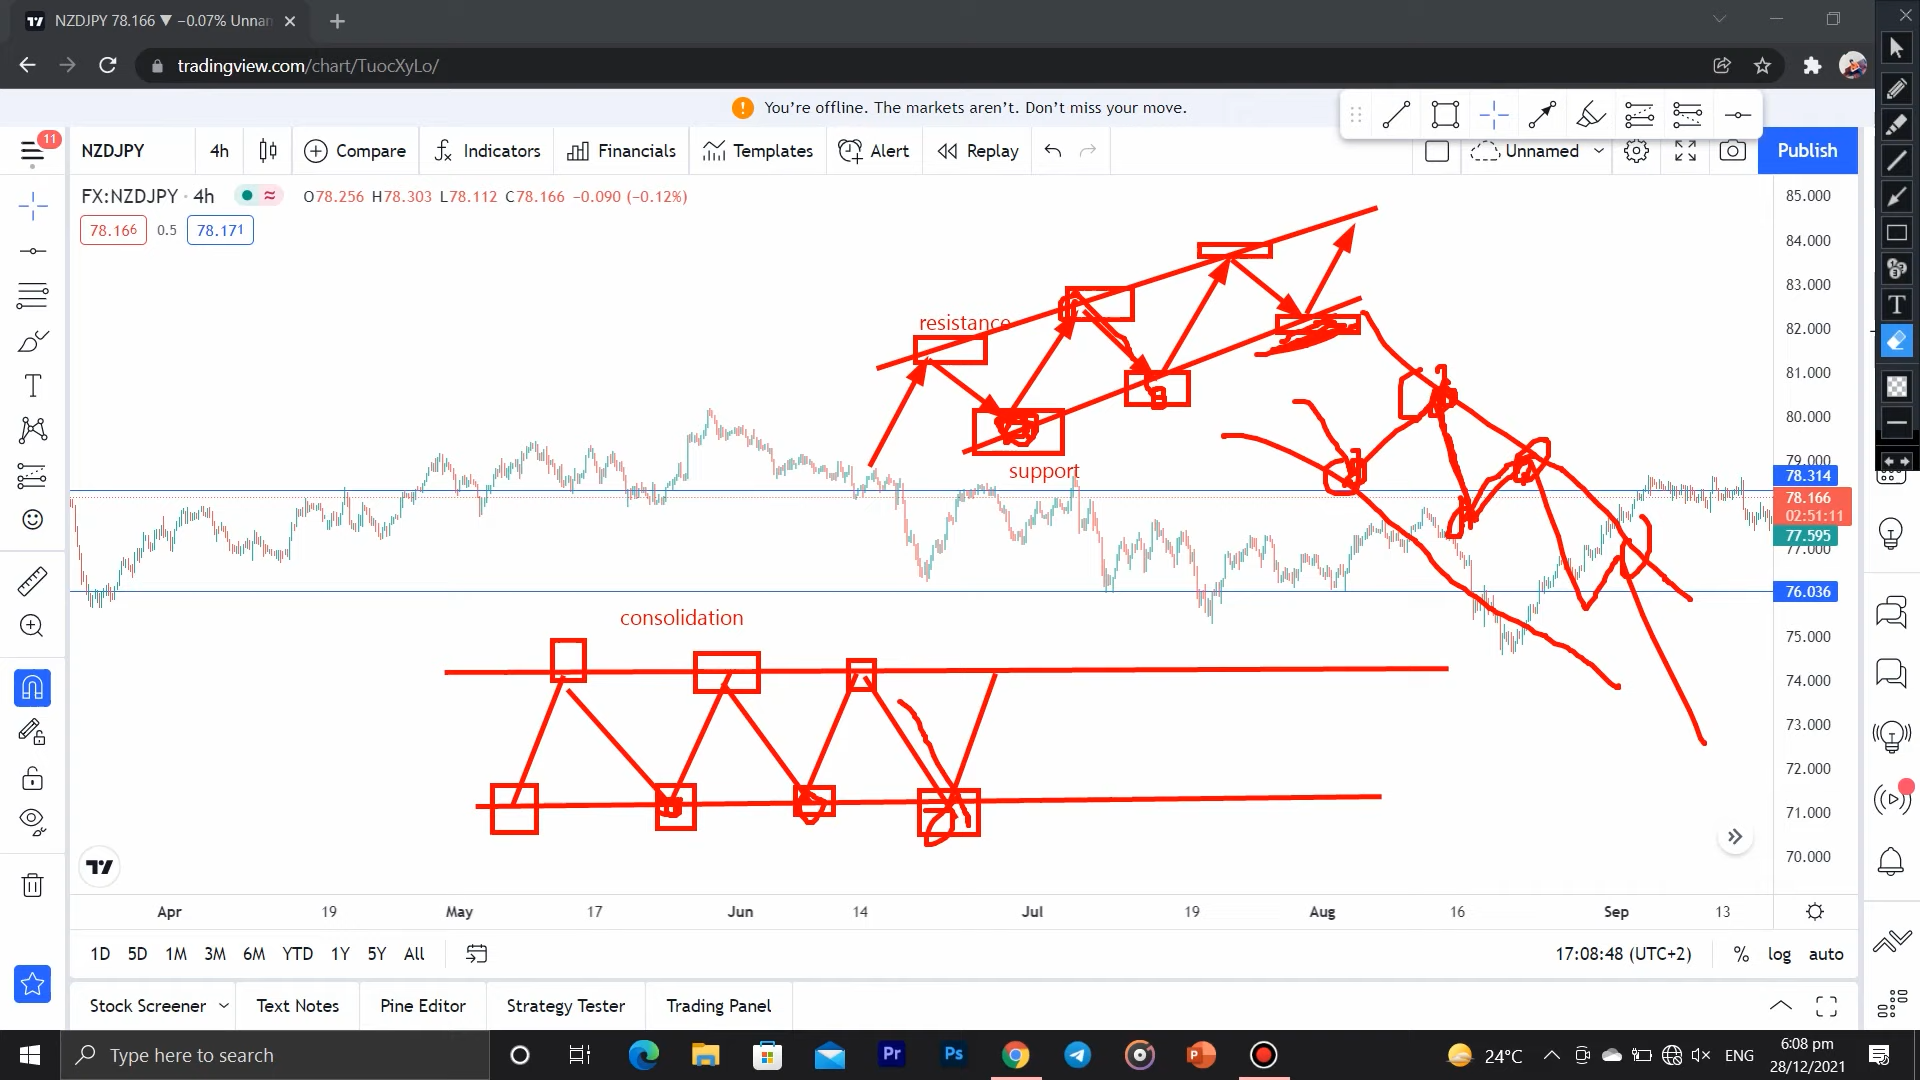 NZDJPY 78.166 ▼ −0.07% Unnan
tradingview.com/chart/TuocXyLo/
You're offline. The markets aren't. Don't miss your move.
11
NZDJPY 4h Compare Indicators Financials Templates Alert Replay Unnamed Publish
FX:NZDJPY · 4h O78.256 H78.303 L78.112 C78.166 −0.090 (−0.12%)
78.166 0.5 78.171
85.000
84.000
83.000
resistance
82.000
81.000
80.000
79.000
support
78.314
78.166
02:51:11
77.595
77.000
76.036
consolidation
75.000
74.000
73.000
72.000
71.000
70.000
Apr 19 May 17 Jun 14 Jul 19 Aug 16 Sep 13
1D 5D 1M 3M 6M YTD 1Y 5Y All 17:08:48 (UTC+2) % log auto
Stock Screener Text Notes Pine Editor Strategy Tester Trading Panel
Type here to search Pr Ps 24°C ENG 6:08 pm
28/12/2021